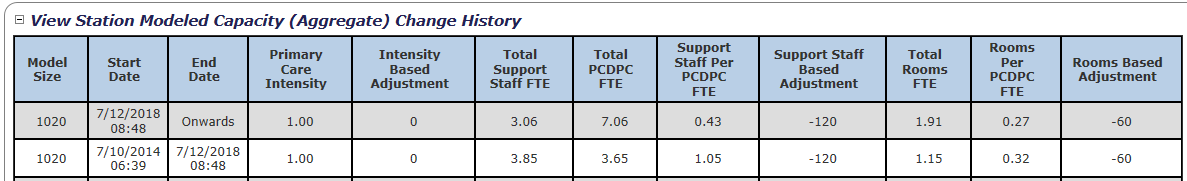 View Station Modeled Capacity (Aggregate) Change History
Model Size | Start Date | End Date | Primary Care Intensity | Intensity Based Adjustment | Total Support Staff FTE | Total PCDPC FTE | Support Staff Per PCDPC FTE | Support Staff Based Adjustment | Total Rooms FTE | Rooms Per PCDPC FTE | Rooms Based Adjustment
1020 | 7/12/2018 08:48 | Onwards | 1.00 | 0 | 3.06 | 7.06 | 0.43 | -120 | 1.91 | 0.27 | -60
1020 | 7/10/2014 06:39 | 7/12/2018 08:48 | 1.00 | 0 | 3.85 | 3.65 | 1.05 | -120 | 1.15 | 0.32 | -60